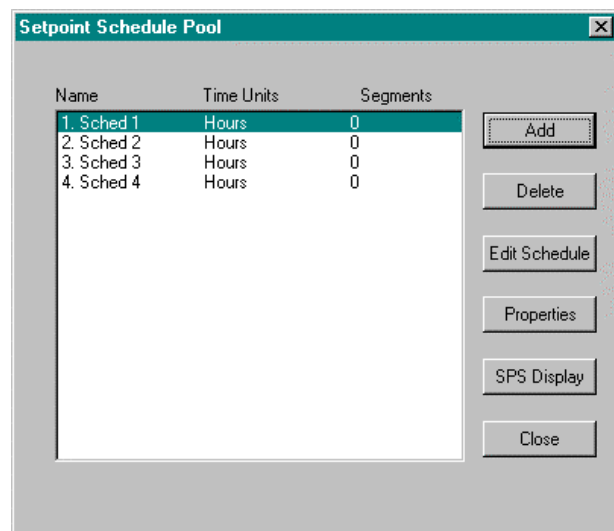 Setpoint Schedule Pool
Name Time Units Segments
1. Sched 1 Hours 0
2. Sched 2 Hours 0
3. Sched 3 Hours 0
4. Sched 4 Hours 0
Add
Delete
Edit Schedule
Properties
SPS Display
Close